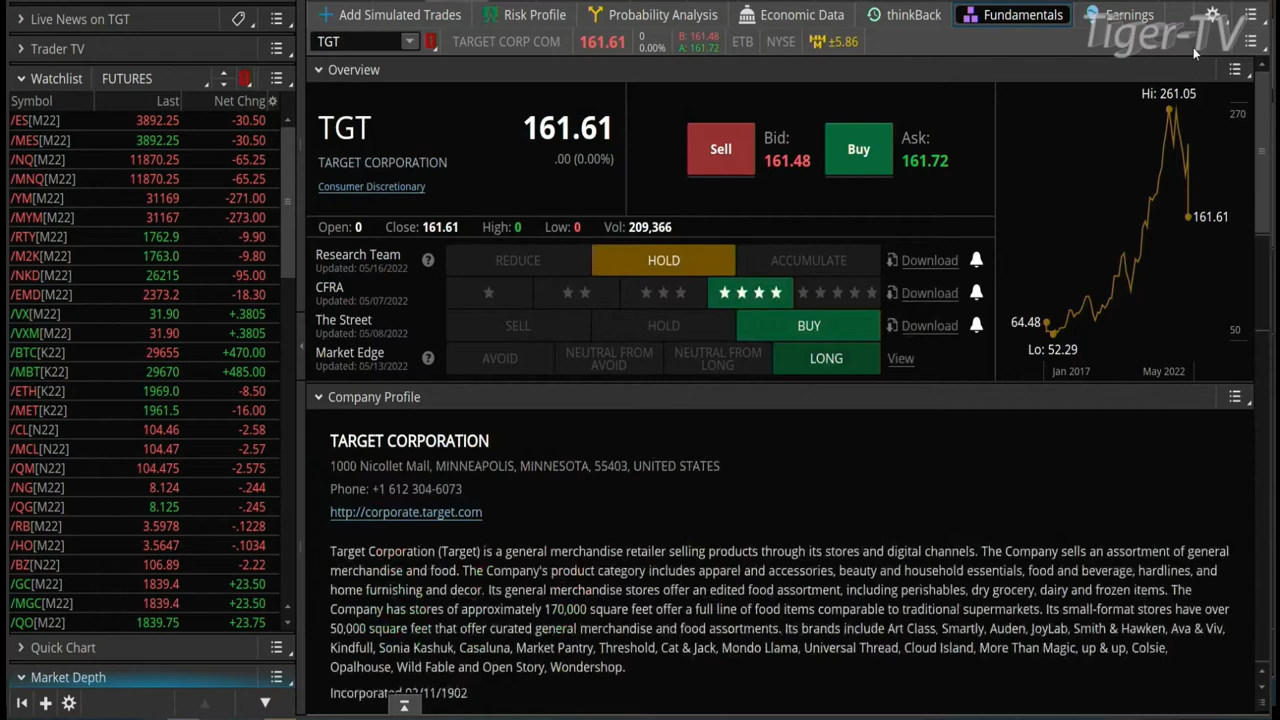 Live News on TGT
Add Simulated Trades Risk Profile Probability Analysis Economic Data thinkBack Fundamentals Earnings
Tiger-TV
Trader TV
TGT TARGET CORP COM 161.61 0 0.00% B: 161.48 A: 161.72 ETB NYSE ±5.86
Watchlist FUTURES
Symbol Last Net Chng
/ES[M22] 3892.25 -30.50
/MES[M22] 3892.25 -30.50
/NQ[M22] 11870.25 -65.25
/MNQ[M22] 11870.25 -65.25
/YM[M22] 31169 -271.00
/MYM[M22] 31167 -273.00
/RTY[M22] 1762.9 -9.90
/M2K[M22] 1763.0 -9.80
/NKD[M22] 26215 -95.00
/EMD[M22] 2373.2 -18.30
/VX[M22] 31.90 +.3805
/VXM[M22] 31.90 +.3805
/BTC[K22] 29655 +470.00
/MBT[K22] 29670 +485.00
/ETH[K22] 1969.0 -8.50
/MET[K22] 1961.5 -16.00
/CL[N22] 104.46 -2.58
/MCL[N22] 104.47 -2.57
/QM[N22] 104.475 -2.575
/NG[M22] 8.124 -.244
/QG[M22] 8.125 -.245
/RB[M22] 3.5978 -.1228
/HO[M22] 3.5647 -.1034
/BZ[N22] 106.89 -2.22
/GC[M22] 1839.4 +23.50
/MGC[M22] 1839.4 +23.50
/QO[M22] 1839.75 +23.75
Quick Chart
Market Depth
Overview
TGT 161.61
.00 (0.00%)
TARGET CORPORATION
Consumer Discretionary
Sell Bid: 161.48 Buy Ask: 161.72
Open: 0 Close: 161.61 High: 0 Low: 0 Vol: 209,366
Research Team REDUCE HOLD ACCUMULATE Download
Updated: 05/16/2022
CFRA Download
Updated: 05/07/2022
The Street SELL HOLD BUY Download
Updated: 05/08/2022
Market Edge AVOID NEUTRAL FROM AVOID NEUTRAL FROM LONG LONG View
Updated: 05/13/2022
Hi: 261.05
270
161.61
64.48
50
Lo: 52.29
Jan 2017 May 2022
Company Profile
TARGET CORPORATION
1000 Nicollet Mall, MINNEAPOLIS, MINNESOTA, 55403, UNITED STATES
Phone: +1 612 304-6073
http://corporate.target.com
Target Corporation (Target) is a general merchandise retailer selling products through its stores and digital channels. The Company sells an assortment of general
merchandise and food. The Company's product category includes apparel and accessories, beauty and household essentials, food and beverage, hardlines, and
home furnishing and decor. Its general merchandise stores offer an edited food assortment, including perishables, dry grocery, dairy and frozen items. The
Company has stores of approximately 170,000 square feet offer a full line of food items comparable to traditional supermarkets. Its small-format stores have over
50,000 square feet that offer curated general merchandise and food assortments. Its brands include Art Class, Smartly, Auden, JoyLab, Smith & Hawken, Ava & Viv,
Kindfull, Sonia Kashuk, Casaluna, Market Pantry, Threshold, Cat & Jack, Mondo Llama, Universal Thread, Cloud Island, More Than Magic, up & up, Colsie,
Opalhouse, Wild Fable and Open Story, Wondershop.
Incorporated 02/11/1902